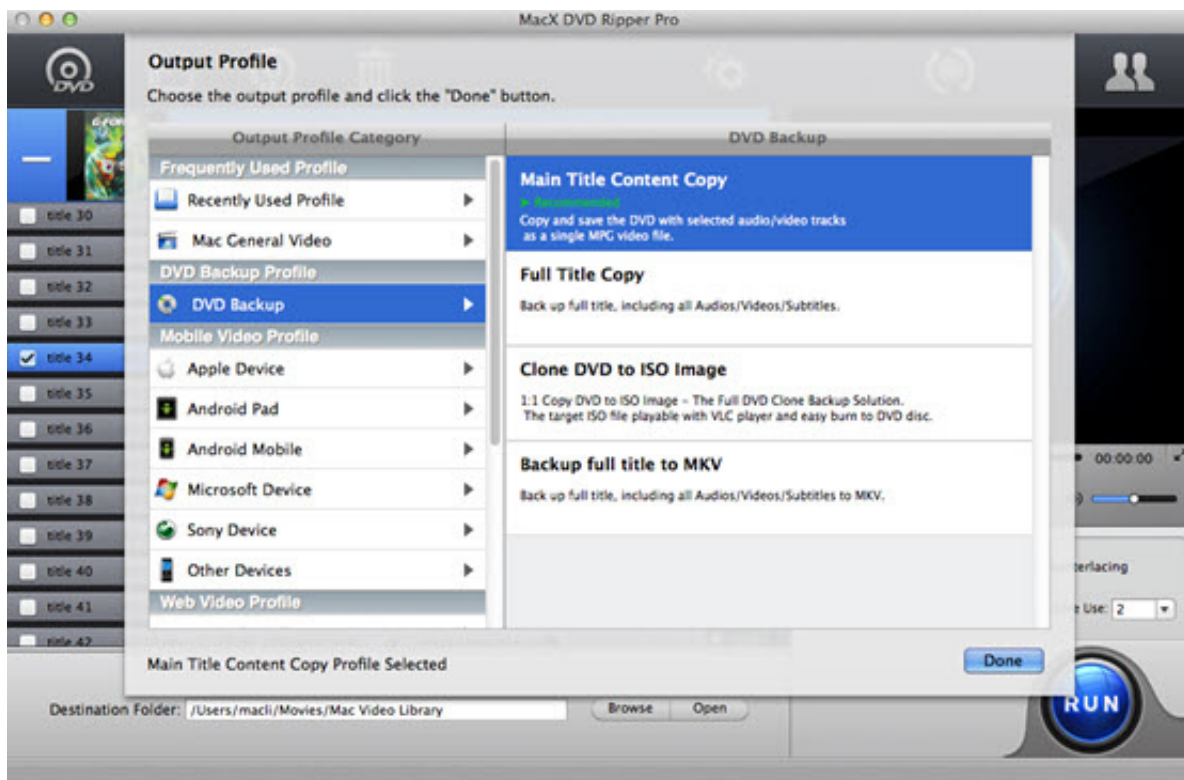 MacX DVD Ripper Pro
DVD
Output Profile
Choose the output profile and click the "Done" button.
Output Profile Category
DVD Backup
Frequently Used Profile
Recently Used Profile
Mac General Video
DVD Backup Profile
DVD Backup
Mobile Video Profile
Apple Device
Android Pad
Android Mobile
Microsoft Device
Sony Device
Other Devices
Web Video Profile
Main Title Content Copy
Recommended
Copy and save the DVD with selected audio/video tracks
as a single MPG video file.
Full Title Copy
Back up full title, including all Audios/Videos/Subtitles.
Clone DVD to ISO Image
1:1 Copy DVD to ISO Image - The Full DVD Clone Backup Solution.
The target ISO file playable with VLC player and easy burn to DVD disc.
Backup full title to MKV
Back up full title, including all Audios/Videos/Subtitles to MKV.
title 30
title 31
title 32
title 33
title 34
title 35
title 36
title 37
title 38
title 39
title 40
title 41
title 42
00:00:00
Use: 2
Main Title Content Copy Profile Selected
Done
Destination Folder: /Users/macli/Movies/Mac Video Library
Browse
Open
RUN